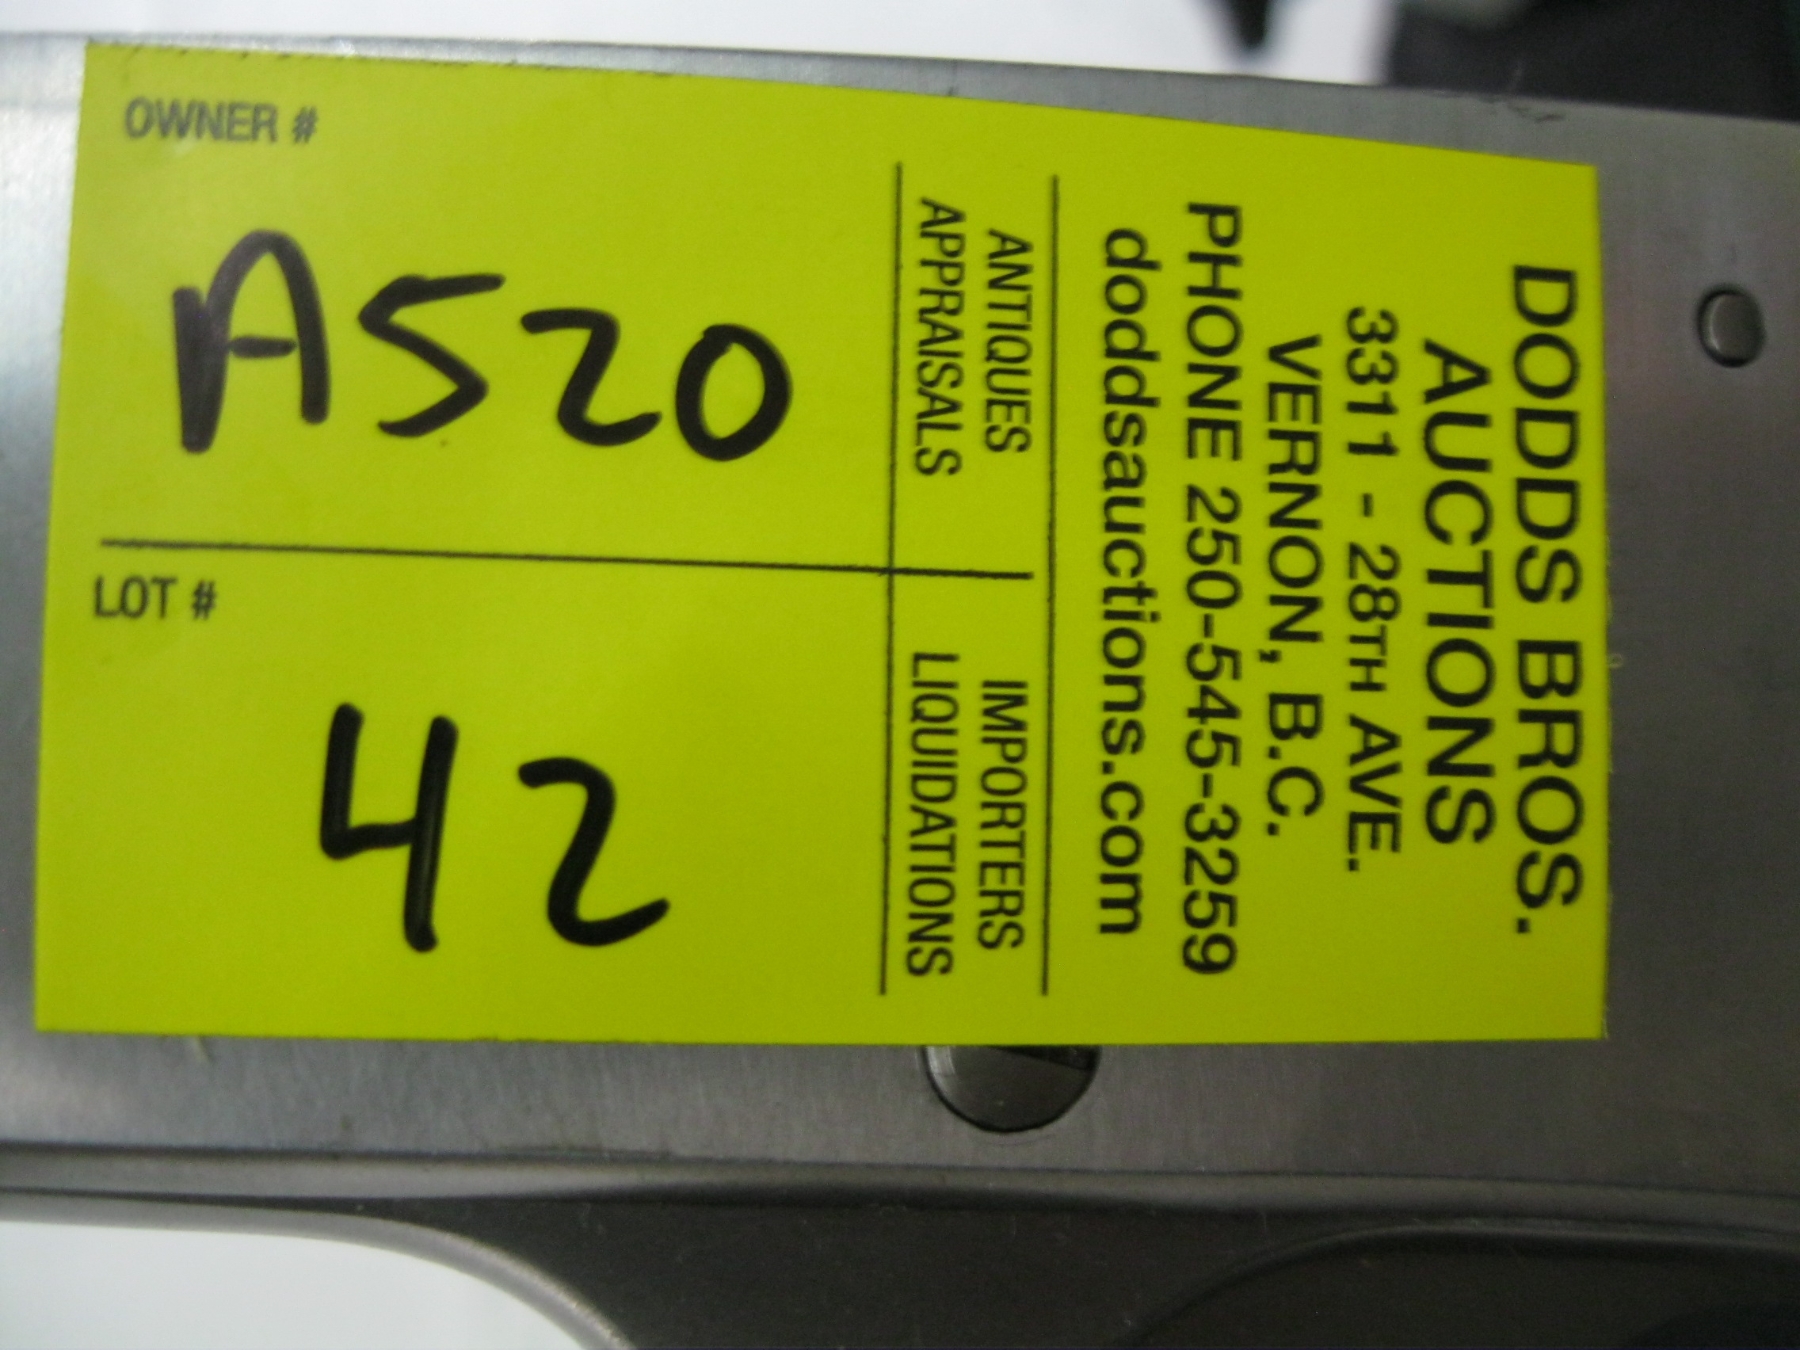 OWNER #
A520
LOT #
42
DODDS BROS.
AUCTIONS
3311 - 28TH AVE.
VERNON, B.C.
PHONE 250-545-3259
doddsauctions.com
ANTIQUES
APPRAISALS
IMPORTERS
LIQUIDATIONS